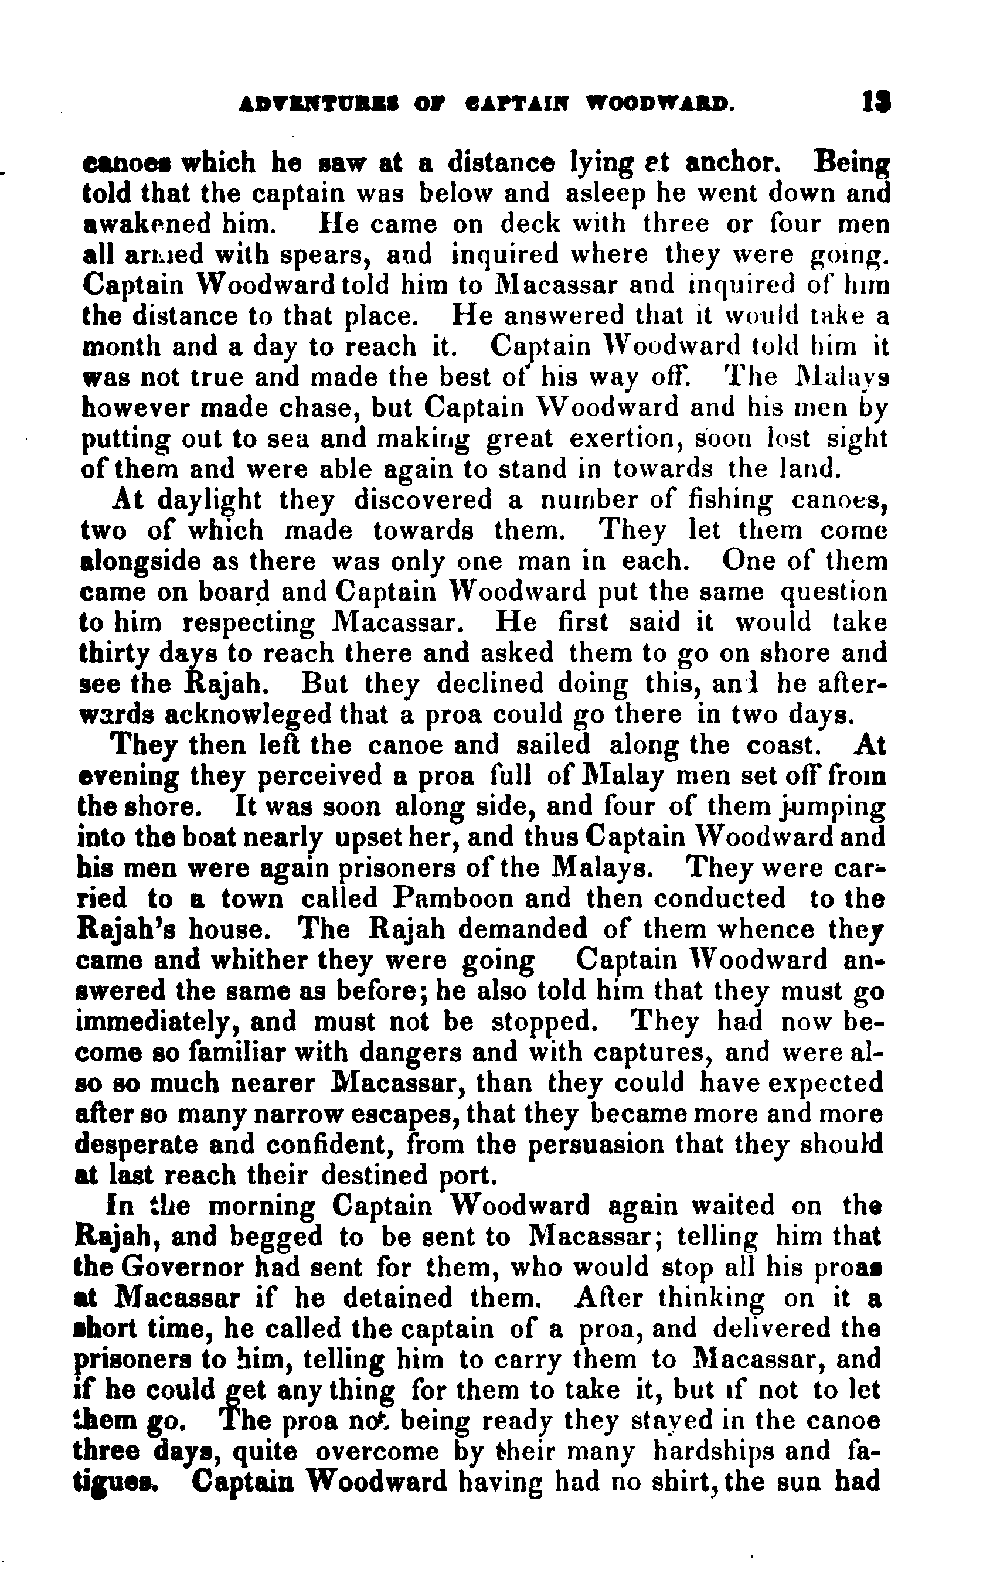 ADVENTURES OF CAPTAIN WOODWARD. 13
canoes which he saw at a distance lying at anchor. Being
told that the captain was below and asleep he went down and
awakened him. He came on deck with three or four men
all armed with spears, and inquired where they were going.
Captain Woodward told him to Macassar and inquired of him
the distance to that place. He answered that it would take a
month and a day to reach it. Captain Woodward told him it
was not true and made the best of his way off. The Malays
however made chase, but Captain Woodward and his men by
putting out to sea and making great exertion, soon lost sight
of them and were able again to stand in towards the land.
At daylight they discovered a number of fishing canoes,
two of which made towards them. They let them come
alongside as there was only one man in each. One of them
came on board and Captain Woodward put the same question
to him respecting Macassar. He first said it would take
thirty days to reach there and asked them to go on shore and
see the Rajah. But they declined doing this, and he after-
wards acknowleged that a proa could go there in two days.
They then left the canoe and sailed along the coast. At
evening they perceived a proa full of Malay men set off from
the shore. It was soon along side, and four of them jumping
into the boat nearly upset her, and thus Captain Woodward and
his men were again prisoners of the Malays. They were car-
ried to a town called Pamboon and then conducted to the
Rajah's house. The Rajah demanded of them whence they
came and whither they were going Captain Woodward an-
swered the same as before; he also told him that they must go
immediately, and must not be stopped. They had now be-
come so familiar with dangers and with captures, and were al-
so so much nearer Macassar, than they could have expected
after so many narrow escapes, that they became more and more
desperate and confident, from the persuasion that they should
at last reach their destined port.
In the morning Captain Woodward again waited on the
Rajah, and begged to be sent to Macassar; telling him that
the Governor had sent for them, who would stop all his proas
at Macassar if he detained them. After thinking on it a
short time, he called the captain of a proa, and delivered the
prisoners to him, telling him to carry them to Macassar, and
if he could get any thing for them to take it, but if not to let
them go. The proa not being ready they stayed in the canoe
three days, quite overcome by their many hardships and fa-
tigues. Captain Woodward having had no shirt, the sun had